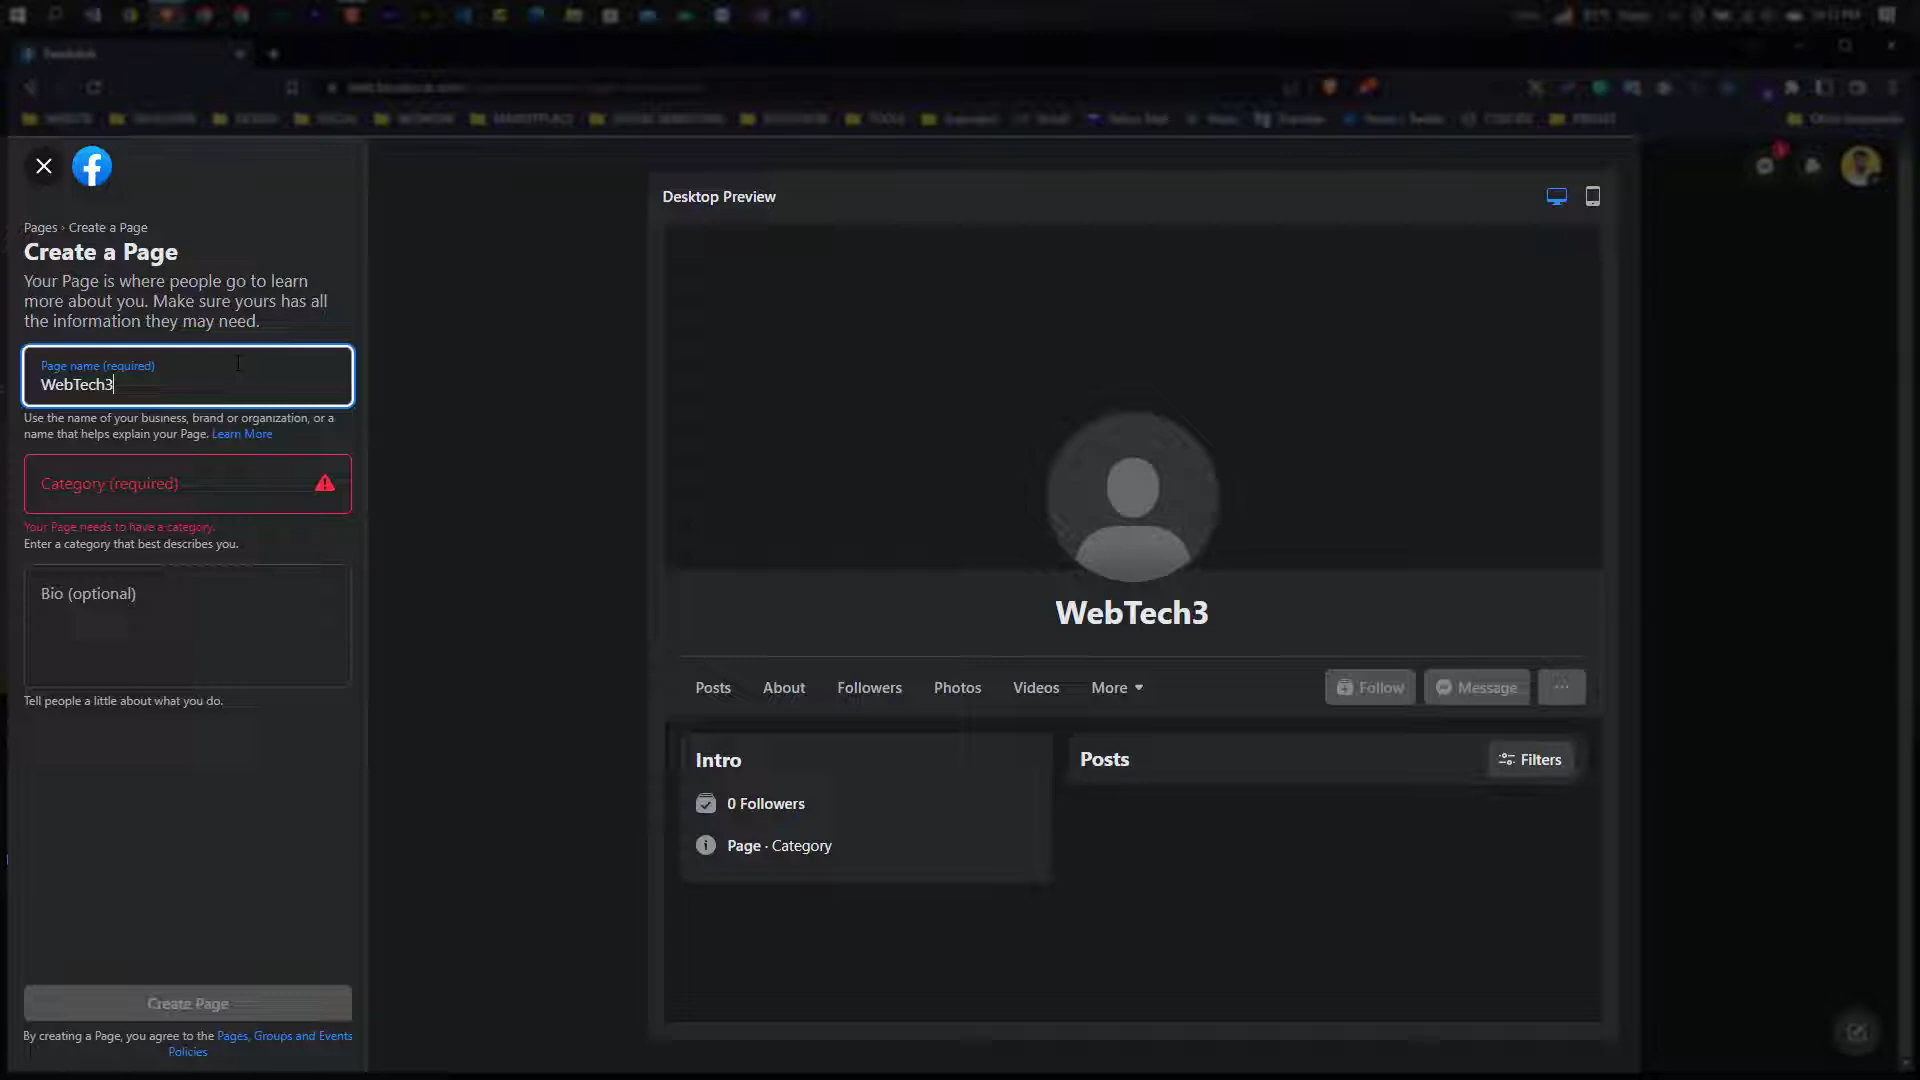 Desktop Preview
Pages › Create a Page
Create a Page
Your Page is where people go to learn
more about you. Make sure yours has all
the information they may need.
Page name (required)
WebTech3
Use the name of your business, brand or organization, or a
name that helps explain your Page. Learn More
Category (required)
Your Page needs to have a category.
Enter a category that best describes you.
Bio (optional)
Tell people a little about what you do.
Create Page
By creating a Page, you agree to the Pages, Groups and Events
Policies
WebTech3
Posts About Followers Photos Videos More Follow Message ...
Intro
0 Followers
Page · Category
Posts
Filters